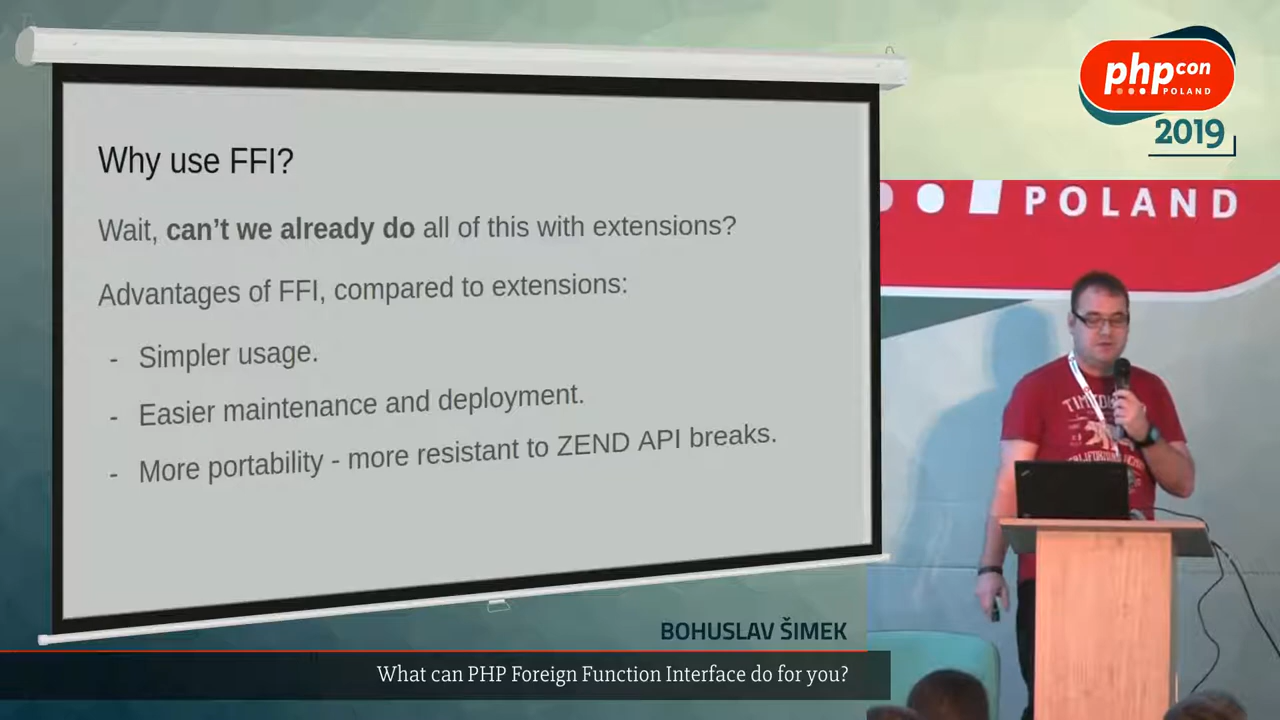 Why use FFI?
Wait, can't we already do all of this with extensions?
Advantages of FFI, compared to extensions:
- Simpler usage.
- Easier maintenance and deployment.
- More portability - more resistant to ZEND API breaks.
phpcon
POLAND
2019
POLAND
BOHUSLAV ŠIMEK
What can PHP Foreign Function Interface do for you?